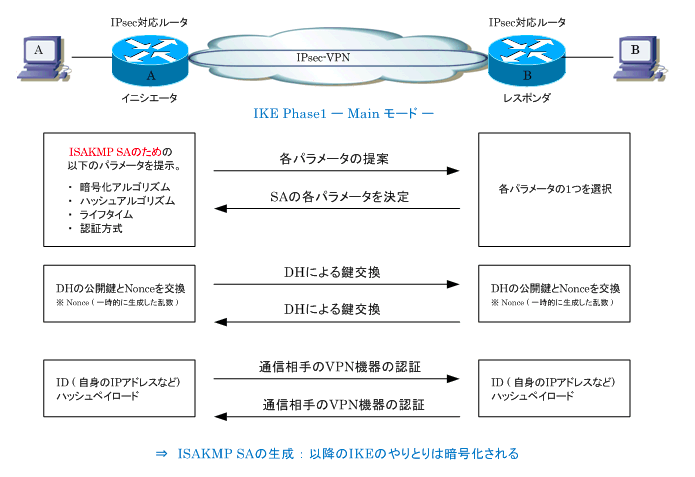 IPsec対応ルータ
IPsec対応ルータ
A
A
IPsec-VPN
B
B
イニシエータ
レスポンダ
IKE Phase1 ー Main モード ー
ISAKMP SAのための
以下のパラメータを提示。
・ 暗号化アルゴリズム
・ ハッシュアルゴリズム
・ ライフタイム
・ 認証方式
各パラメータの提案
SAの各パラメータを決定
各パラメータの1つを選択
DHの公開鍵とNonceを交換
※ Nonce ( 一時的に生成した乱数 )
DHによる鍵交換
DHによる鍵交換
DHの公開鍵とNonceを交換
※ Nonce ( 一時的に生成した乱数 )
ID ( 自身のIPアドレスなど)
ハッシュペイロード
通信相手のVPN機器の認証
通信相手のVPN機器の認証
ID ( 自身のIPアドレスなど)
ハッシュペイロード
⇒ ISAKMP SAの生成 : 以降のIKEのやりとりは暗号化される